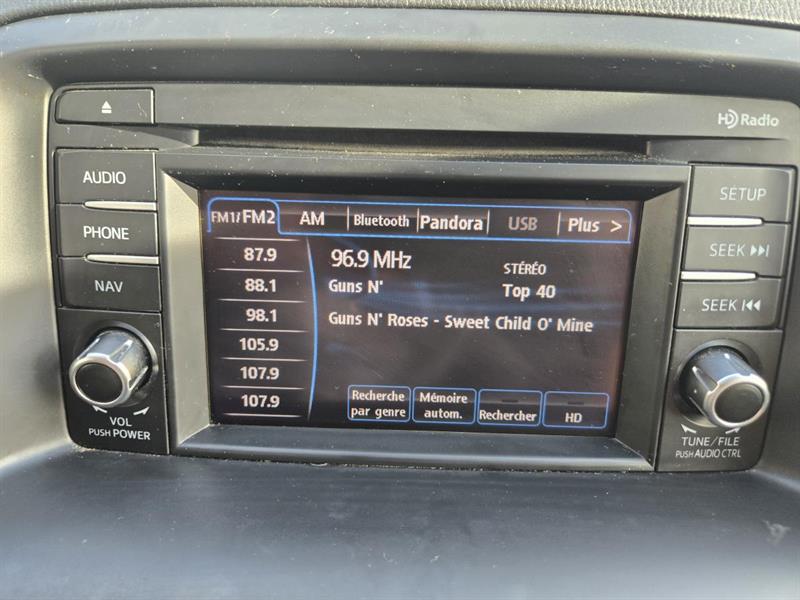 HD Radio
AUDIO
PHONE
NAV
VOL
PUSH POWER
FM1/FM2 AM Bluetooth Pandora USB Plus >
87.9
88.1
98.1
105.9
107.9
107.9
96.9 MHz
STÉRÉO
Guns N'
Top 40
Guns N' Roses - Sweet Child O' Mine
Recherche
par genre
Mémoire
autom.
Rechercher
HD
SETUP
SEEK
SEEK
TUNE/FILE
PUSH AUDIO CTRL